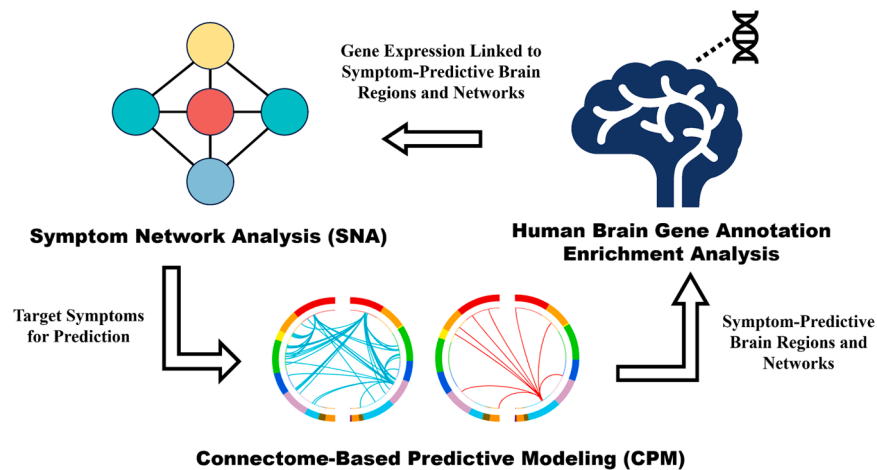 Gene Expression Linked to
Symptom-Predictive Brain
Regions and Networks
Symptom Network Analysis (SNA)
Human Brain Gene Annotation
Enrichment Analysis
Target Symptoms
for Prediction
Symptom-Predictive
Brain Regions and
Networks
Connectome-Based Predictive Modeling (CPM)